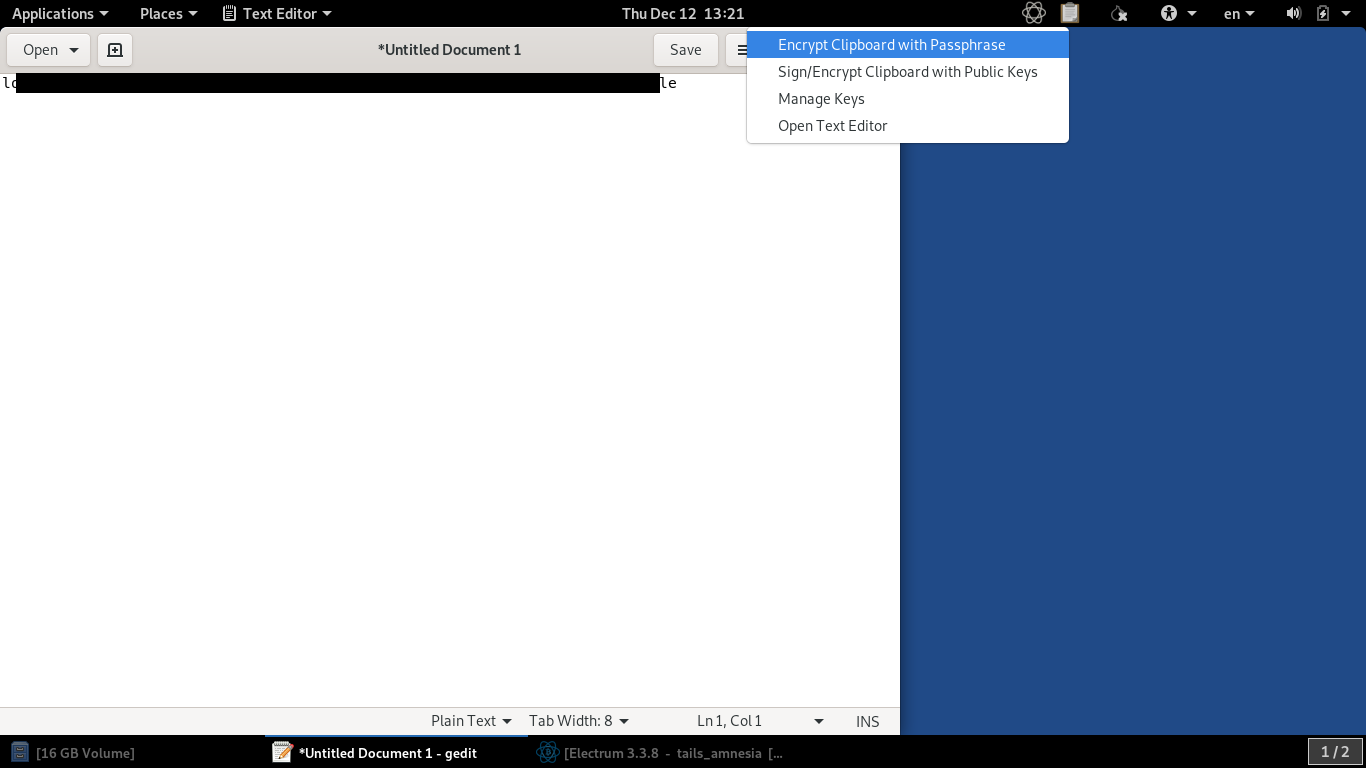 Applications Places Text Editor Thu Dec 12 13:21 en
Open *Untitled Document 1 Save
le
Encrypt Clipboard with Passphrase
Sign/Encrypt Clipboard with Public Keys
Manage Keys
Open Text Editor
Plain Text Tab Width: 8 Ln 1, Col 1 INS
[16 GB Volume] *Untitled Document 1 - gedit [Electrum 3.3.8 - tails_amnesia [... 1 / 2